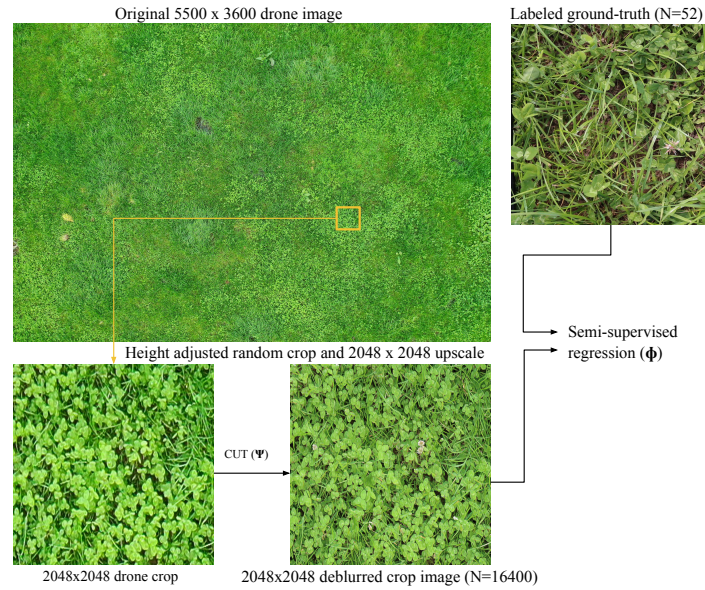 Original 5500 x 3600 drone image
Labeled ground-truth (N=52)
Semi-supervised
regression (Φ)
Height adjusted random crop and 2048 x 2048 upscale
CUT (Ψ)
2048x2048 drone crop
2048x2048 deblurred crop image (N=16400)